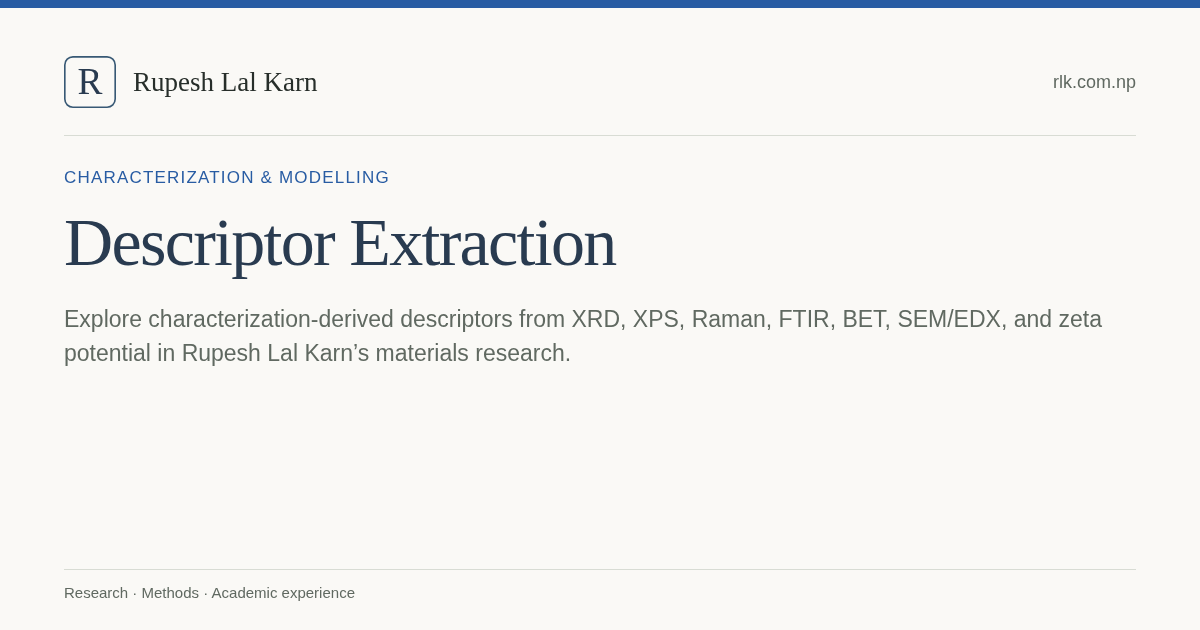 R
Rupesh Lal Karn
rlk.com.np
CHARACTERIZATION & MODELLING
Descriptor Extraction
Explore characterization-derived descriptors from XRD, XPS, Raman, FTIR, BET, SEM/EDX, and zeta
potential in Rupesh Lal Karn’s materials research.
Research · Methods · Academic experience